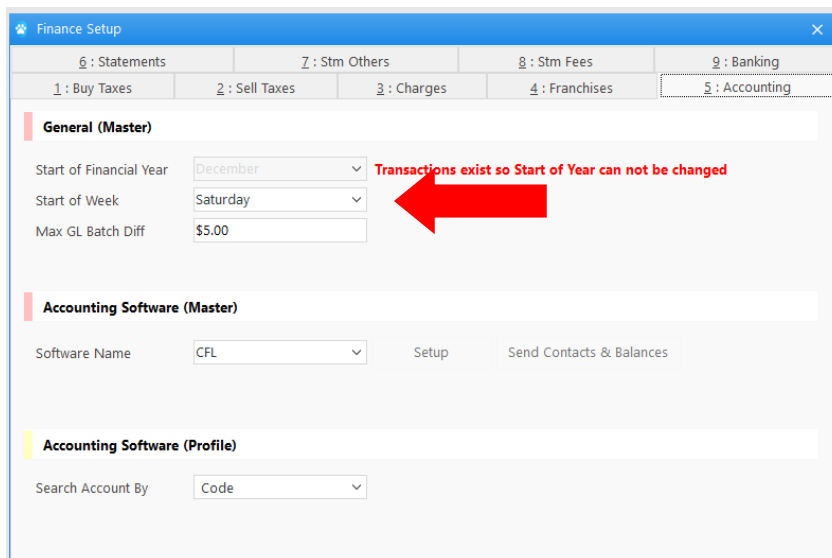 Finance Setup
6 : Statements 7 : Stm Others 8 : Stm Fees 9 : Banking
1 : Buy Taxes 2 : Sell Taxes 3 : Charges 4 : Franchises 5 : Accounting
General (Master)
Start of Financial Year December Transactions exist so Start of Year can not be changed
Start of Week Saturday
Max GL Batch Diff $5.00
Accounting Software (Master)
Software Name CFL Setup Send Contacts & Balances
Accounting Software (Profile)
Search Account By Code